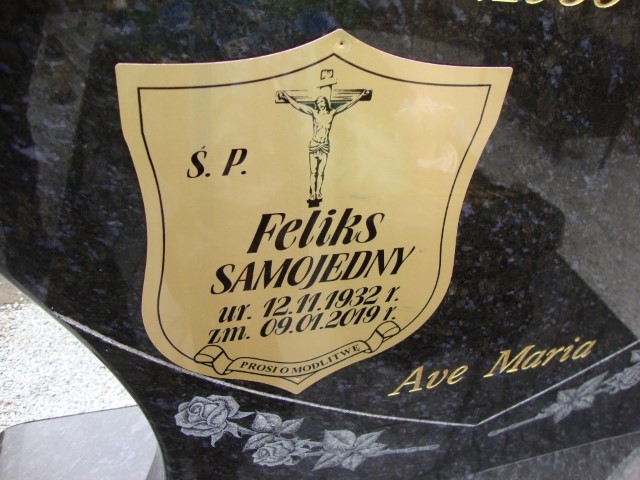 Ś. P.
Feliks
SAMOJEDNY
ur. 12.11.1932 r.
zm. 09.01.2019 r.
PROSI O MODLITWĘ
Ave Maria